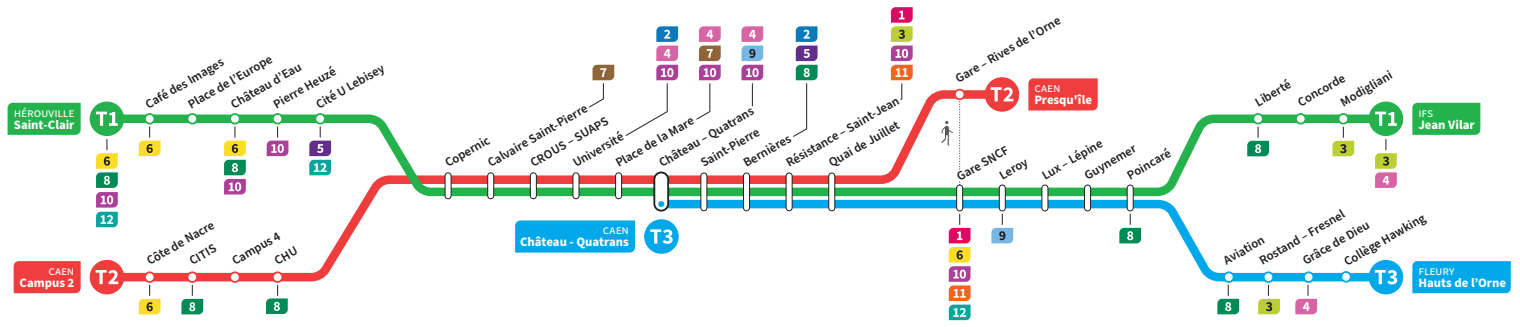 HÉROUVILLE
Saint-Clair
T1
6
8
10
12
Café des Images
6
Place de l'Europe
Château d'Eau
6
8
10
Pierre Heuzé
10
Cité U Lebisey
5
12
CAEN
Campus 2
T2
Côte de Nacre
6
CITIS
8
Campus 4
CHU
8
Copernic
Calvaire Saint-Pierre
7
CROUS – SUAPS
Université
2
4
10
Place de la Mare
4
7
10
Château – Quatrans
4
9
10
CAEN
Château - Quatrans
T3
Saint-Pierre
Bernières
2
5
8
Résistance – Saint-Jean
1
3
10
11
Quai de Juillet
Gare – Rives de l'Orne
T2
CAEN
Presqu'île
Gare SNCF
1
6
10
11
12
Leroy
9
Lux – Lépine
Guynemer
Poincaré
8
Liberté
8
Concorde
Modigliani
3
T1
3
4
IFS
Jean Vilar
Aviation
8
Rostand – Fresnel
3
Grâce de Dieu
4
Collège Hawking
T3
FLEURY
Hauts de l'Orne